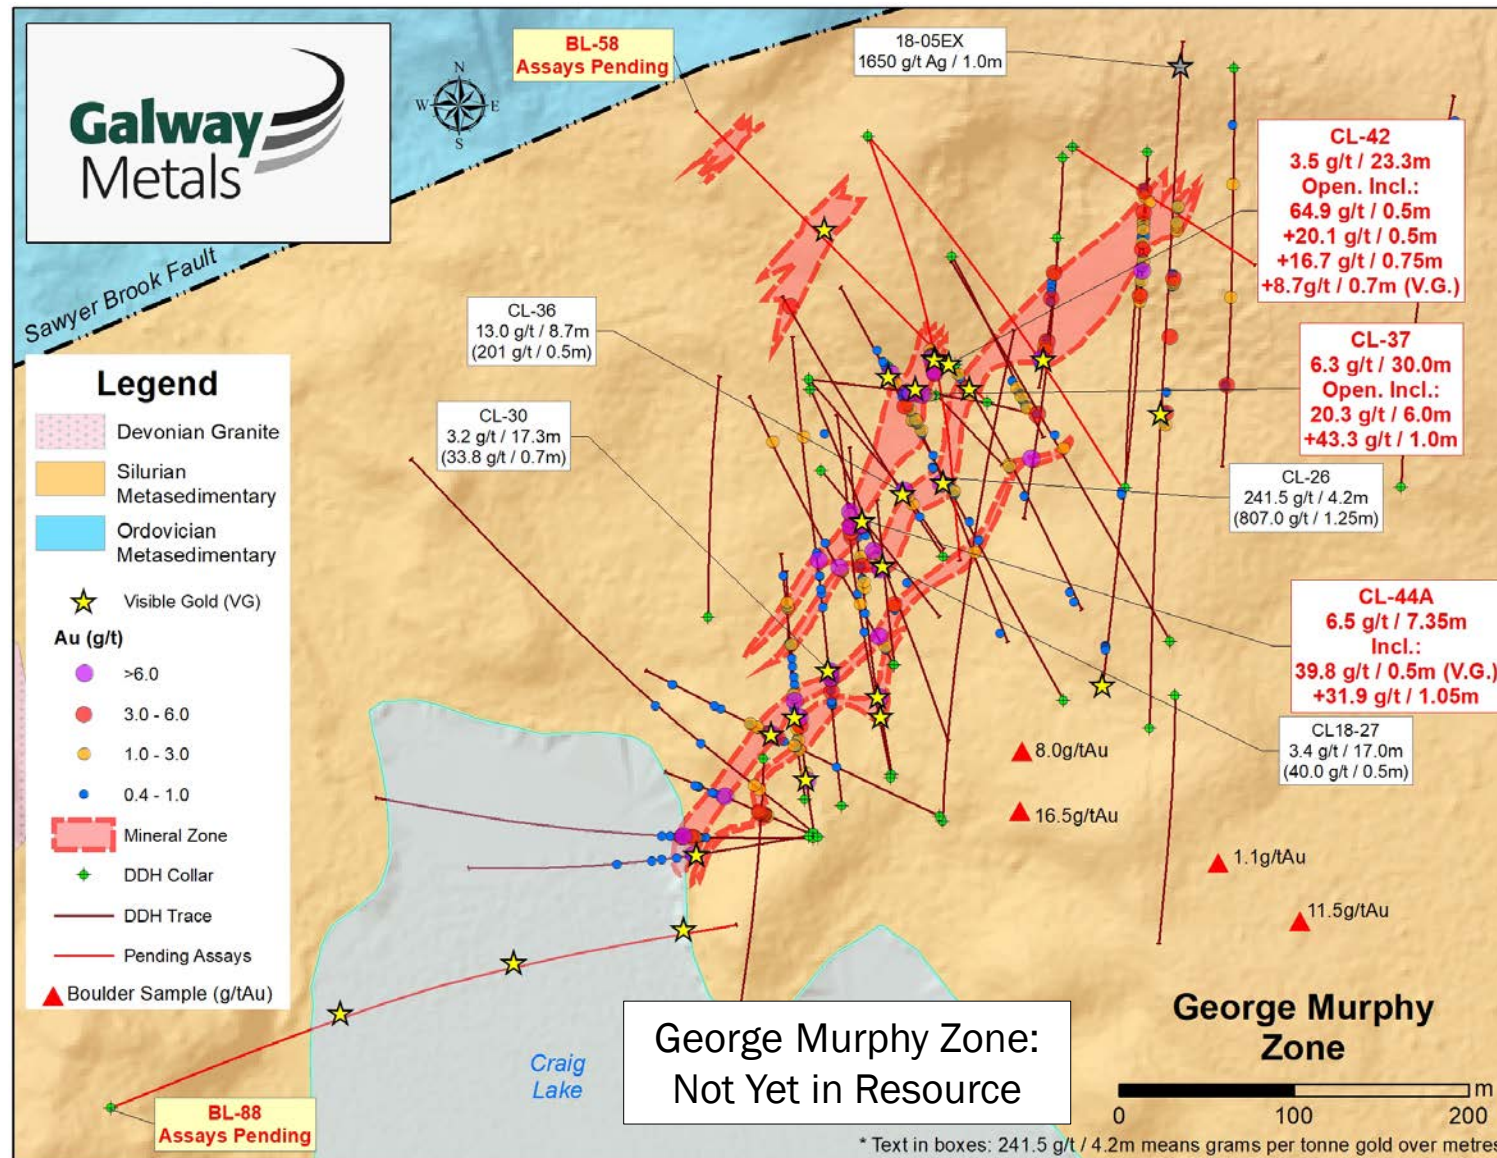 Galway
Metals
BL-58
Assays Pending
N
W
E
S
18-05EX
1650 g/t Ag / 1.0m
CL-42
3.5 g/t / 23.3m
Open. Incl.:
64.9 g/t / 0.5m
+20.1 g/t / 0.5m
+16.7 g/t / 0.75m
+8.7g/t / 0.7m (V.G.)
Sawyer Brook Fault
CL-36
13.0 g/t / 8.7m
(201 g/t / 0.5m)
CL-37
6.3 g/t / 30.0m
Open. Incl.:
20.3 g/t / 6.0m
+43.3 g/t / 1.0m
CL-30
3.2 g/t / 17.3m
(33.8 g/t / 0.7m)
CL-26
241.5 g/t / 4.2m
(807.0 g/t / 1.25m)
CL-44A
6.5 g/t / 7.35m
Incl.:
39.8 g/t / 0.5m (V.G.)
+31.9 g/t / 1.05m
CL18-27
3.4 g/t / 17.0m
(40.0 g/t / 0.5m)
Legend
Devonian Granite
Silurian
Metasedimentary
Ordovician
Metasedimentary
Visible Gold (VG)
Au (g/t)
>6.0
3.0 - 6.0
1.0 - 3.0
0.4 - 1.0
Mineral Zone
DDH Collar
DDH Trace
Pending Assays
Boulder Sample (g/tAu)
8.0g/tAu
16.5g/tAu
1.1g/tAu
11.5g/tAu
Craig
Lake
BL-88
Assays Pending
George Murphy Zone:
Not Yet in Resource
George Murphy
Zone
m
0
100
200
* Text in boxes: 241.5 g/t / 4.2m means grams per tonne gold over metres